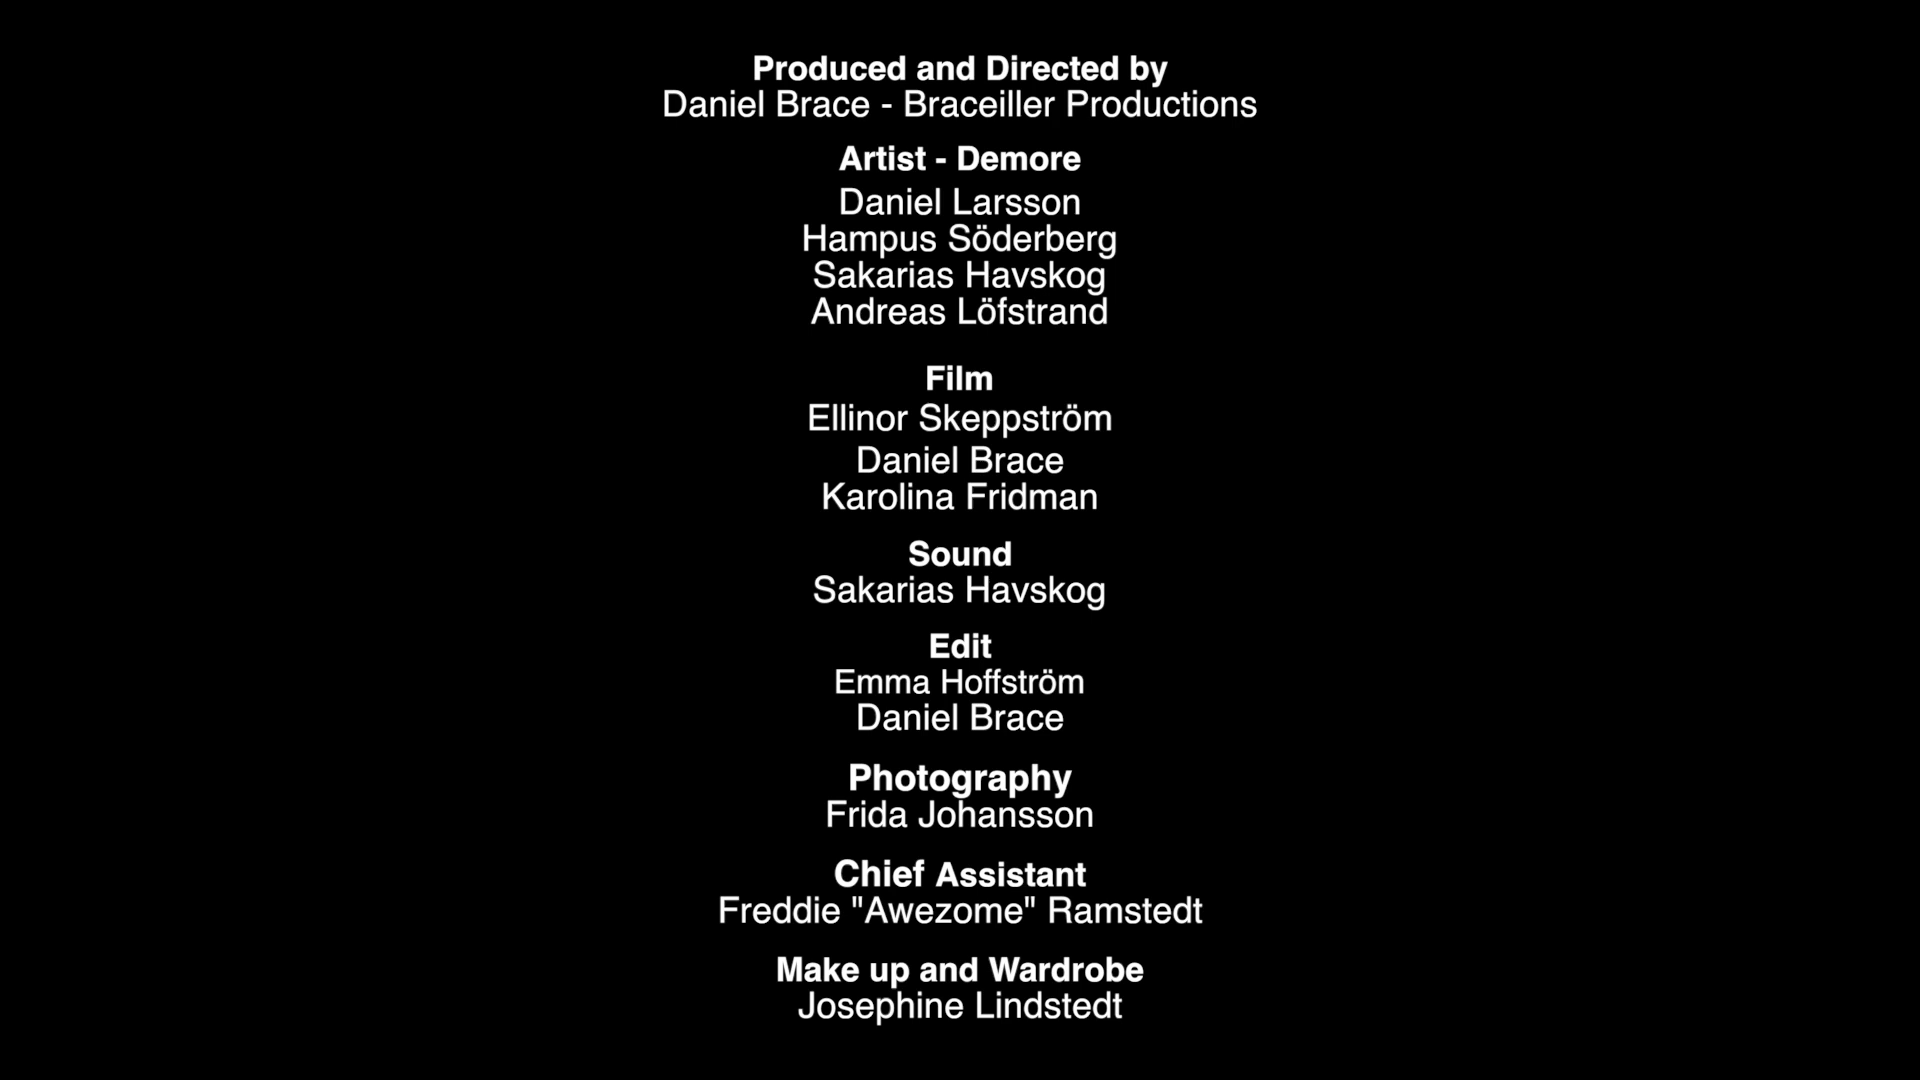 Produced and Directed by
Daniel Brace - Braceiller Productions
Artist - Demore
Daniel Larsson
Hampus Söderberg
Sakarias Havskog
Andreas Löfstrand
Film
Ellinor Skeppström
Daniel Brace
Karolina Fridman
Sound
Sakarias Havskog
Edit
Emma Hoffström
Daniel Brace
Photography
Frida Johansson
Chief Assistant
Freddie "Awezome" Ramstedt
Make up and Wardrobe
Josephine Lindstedt